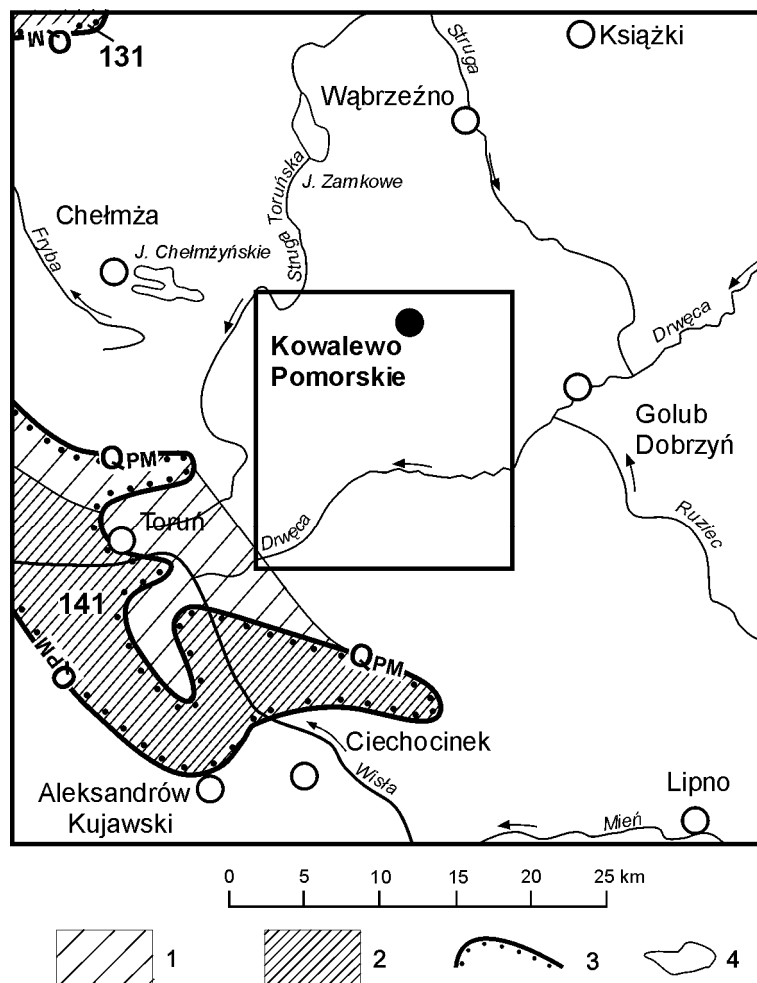 QM
131
Struga
Książki
Wąbrzeźno
Struga Toruńska
J. Zamkowe
Chełmża
Fryba
J. Chełmżyńskie
Drwęca
Kowalewo
Pomorskie
Golub
Dobrzyń
QPM
Toruń
Drwęca
Ruziec
141
QPM
QPM
Ciechocinek
Aleksandrów
Kujawski
Wisła
Lipno
Mień
0 5 10 15 20 25 km
1 2 3 4